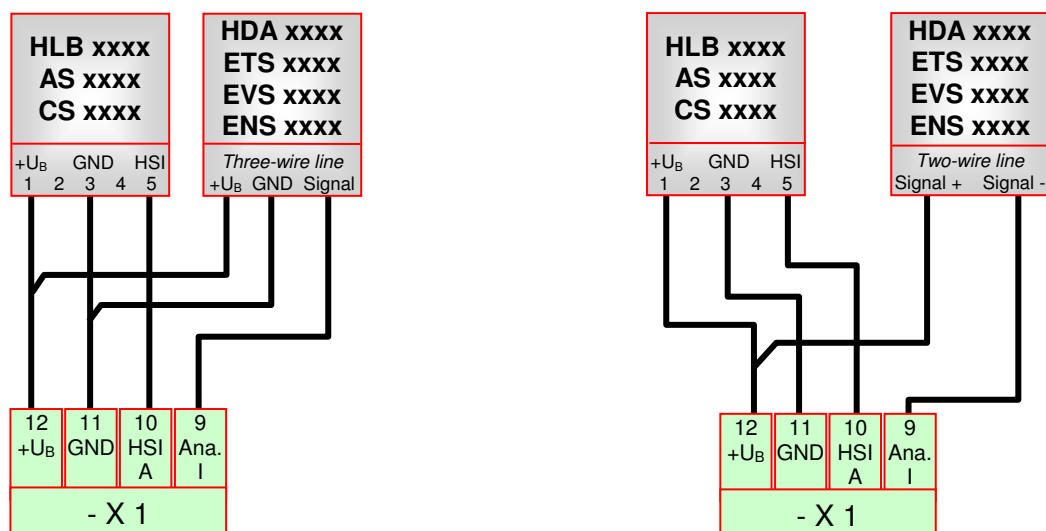 HLB xxxx
AS xxxx
CS xxxx
+UB GND HSI
1 2 3 4 5
HDA xxxx
ETS xxxx
EVS xxxx
ENS xxxx
Three-wire line
+UB GND Signal
12 11 10 9
+UB GND HSI Ana.
A I
- X 1
HLB xxxx
AS xxxx
CS xxxx
+UB GND HSI
1 2 3 4 5
HDA xxxx
ETS xxxx
EVS xxxx
ENS xxxx
Two-wire line
Signal + Signal -
12 11 10 9
+UB GND HSI Ana.
A I
- X 1